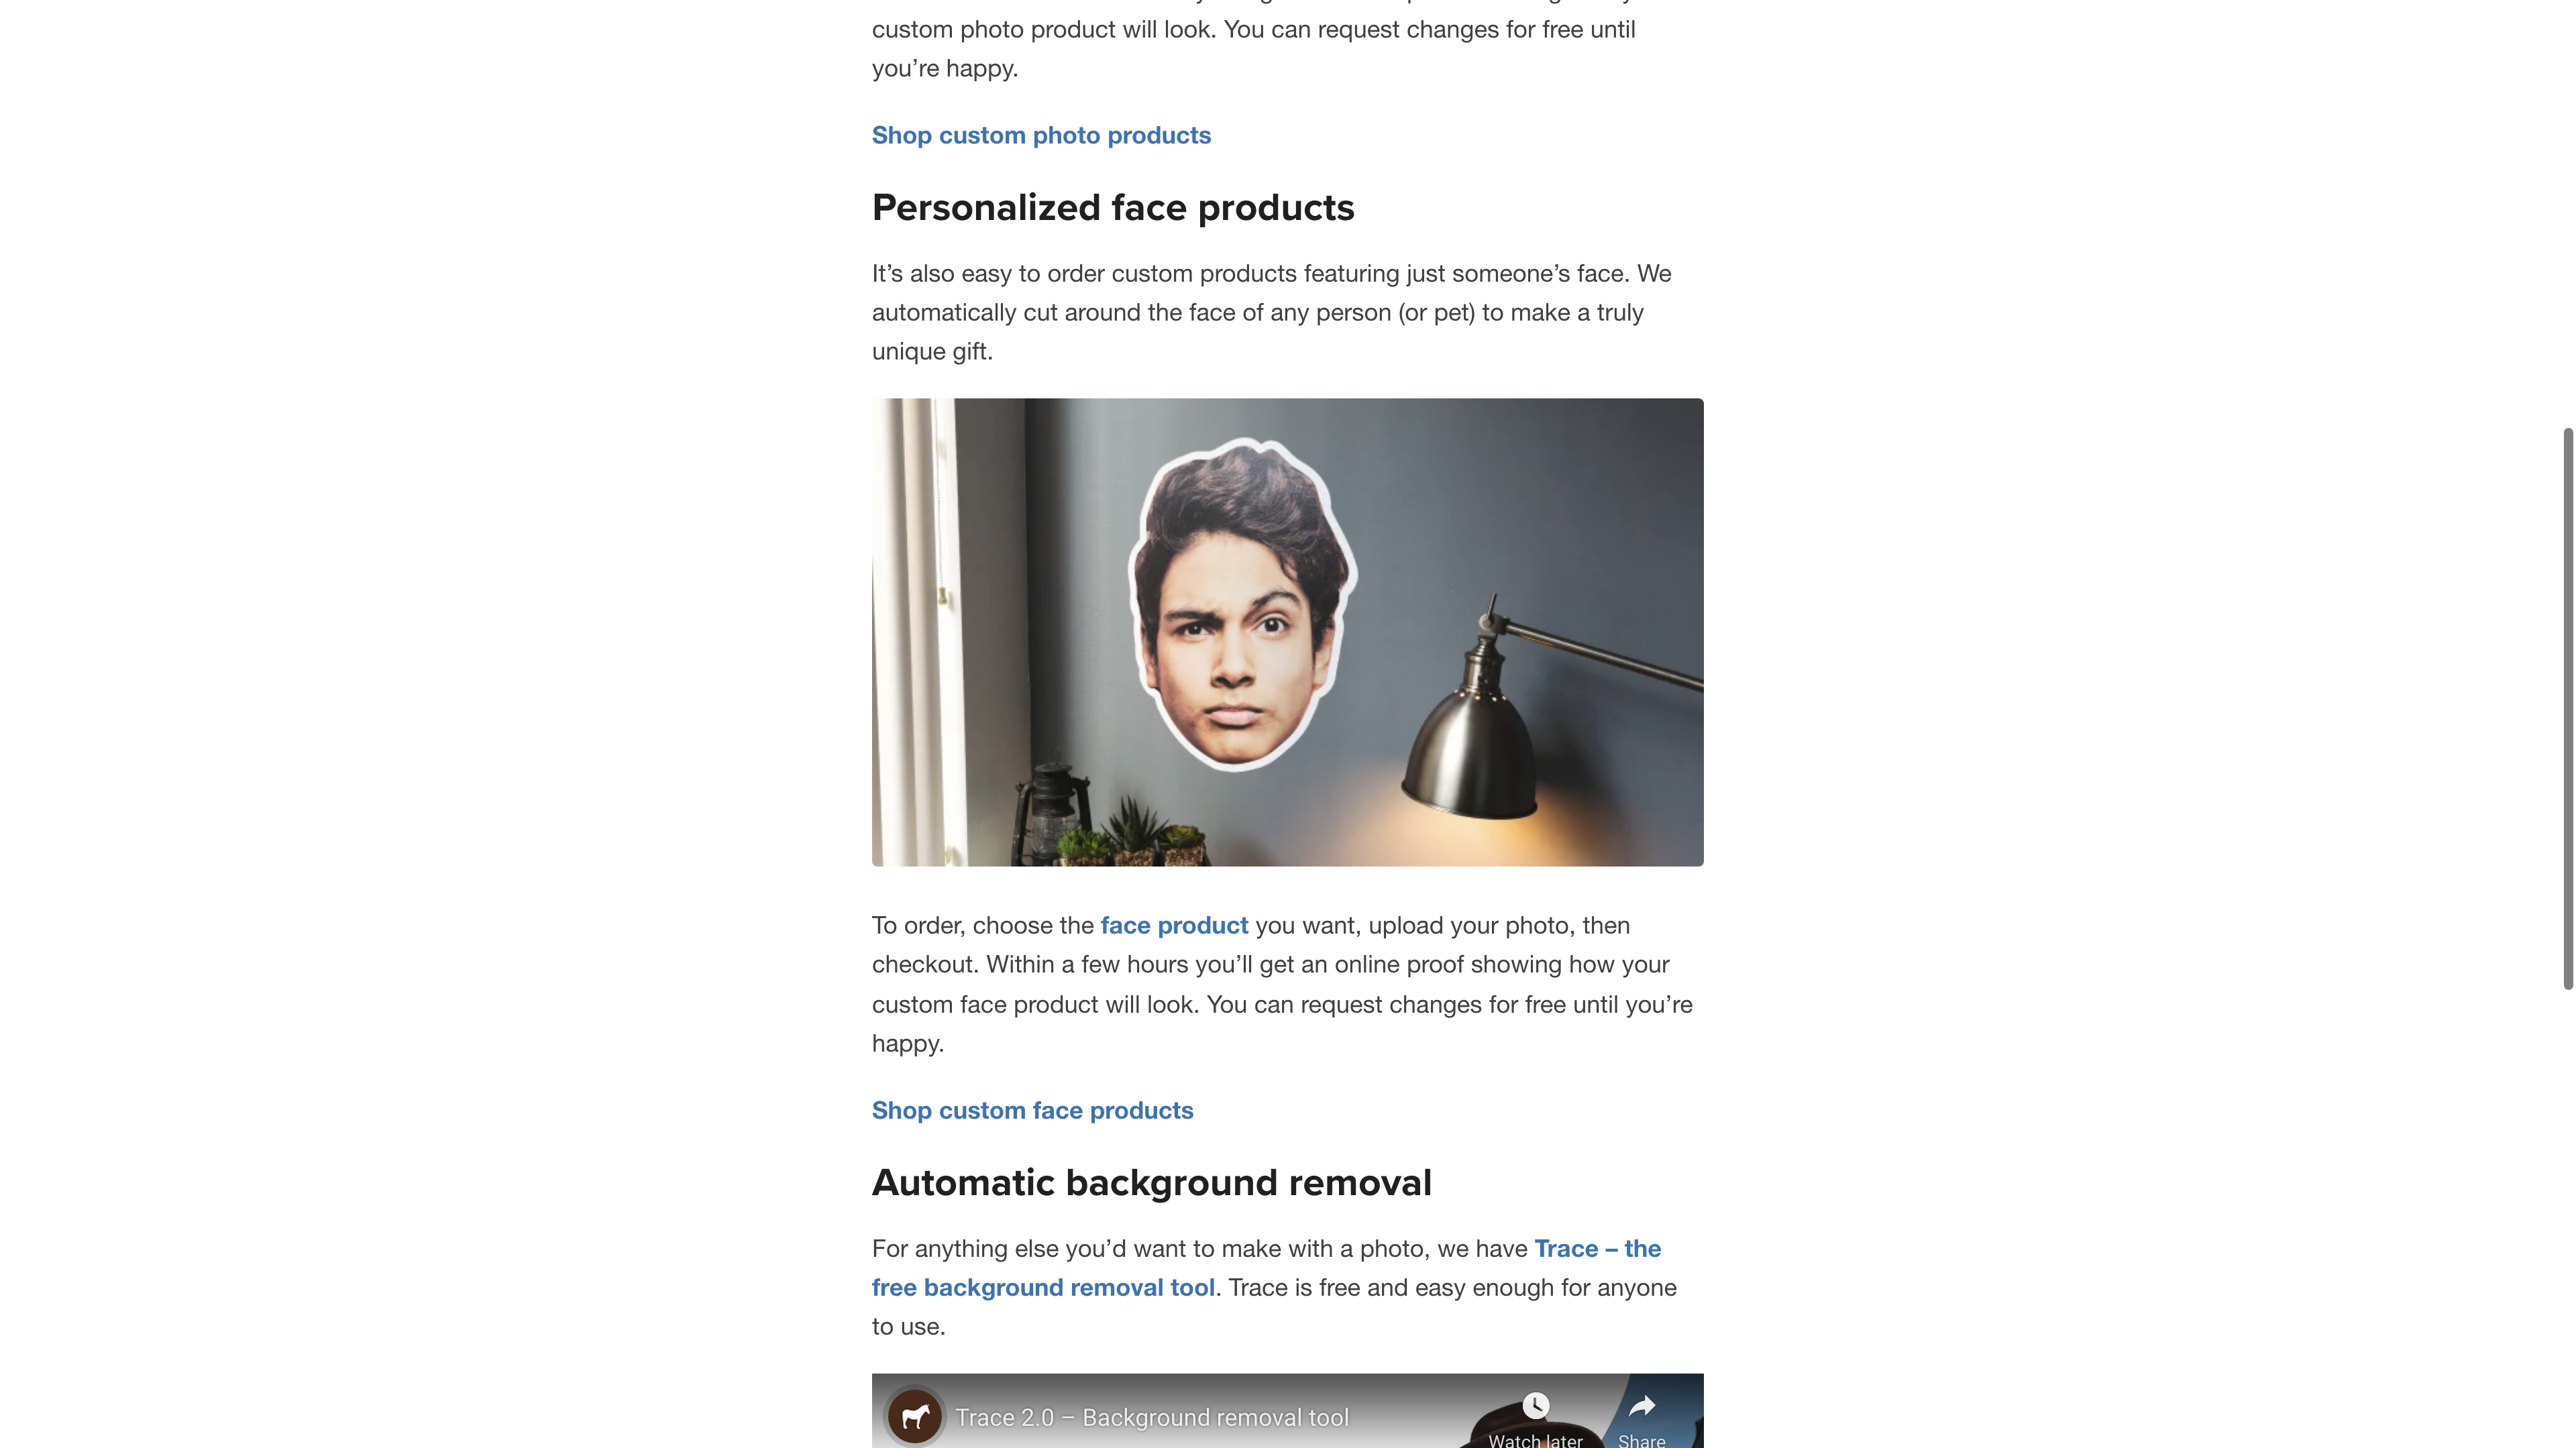 custom photo product will look. You can request changes for free until
you’re happy.
Shop custom photo products
Personalized face products
It’s also easy to order custom products featuring just someone’s face. We
automatically cut around the face of any person (or pet) to make a truly
unique gift.
To order, choose the face product you want, upload your photo, then
checkout. Within a few hours you’ll get an online proof showing how your
custom face product will look. You can request changes for free until you’re
happy.
Shop custom face products
Automatic background removal
For anything else you’d want to make with a photo, we have Trace – the
free background removal tool. Trace is free and easy enough for anyone
to use.
Trace 2.0 – Background removal tool
Watch later Share